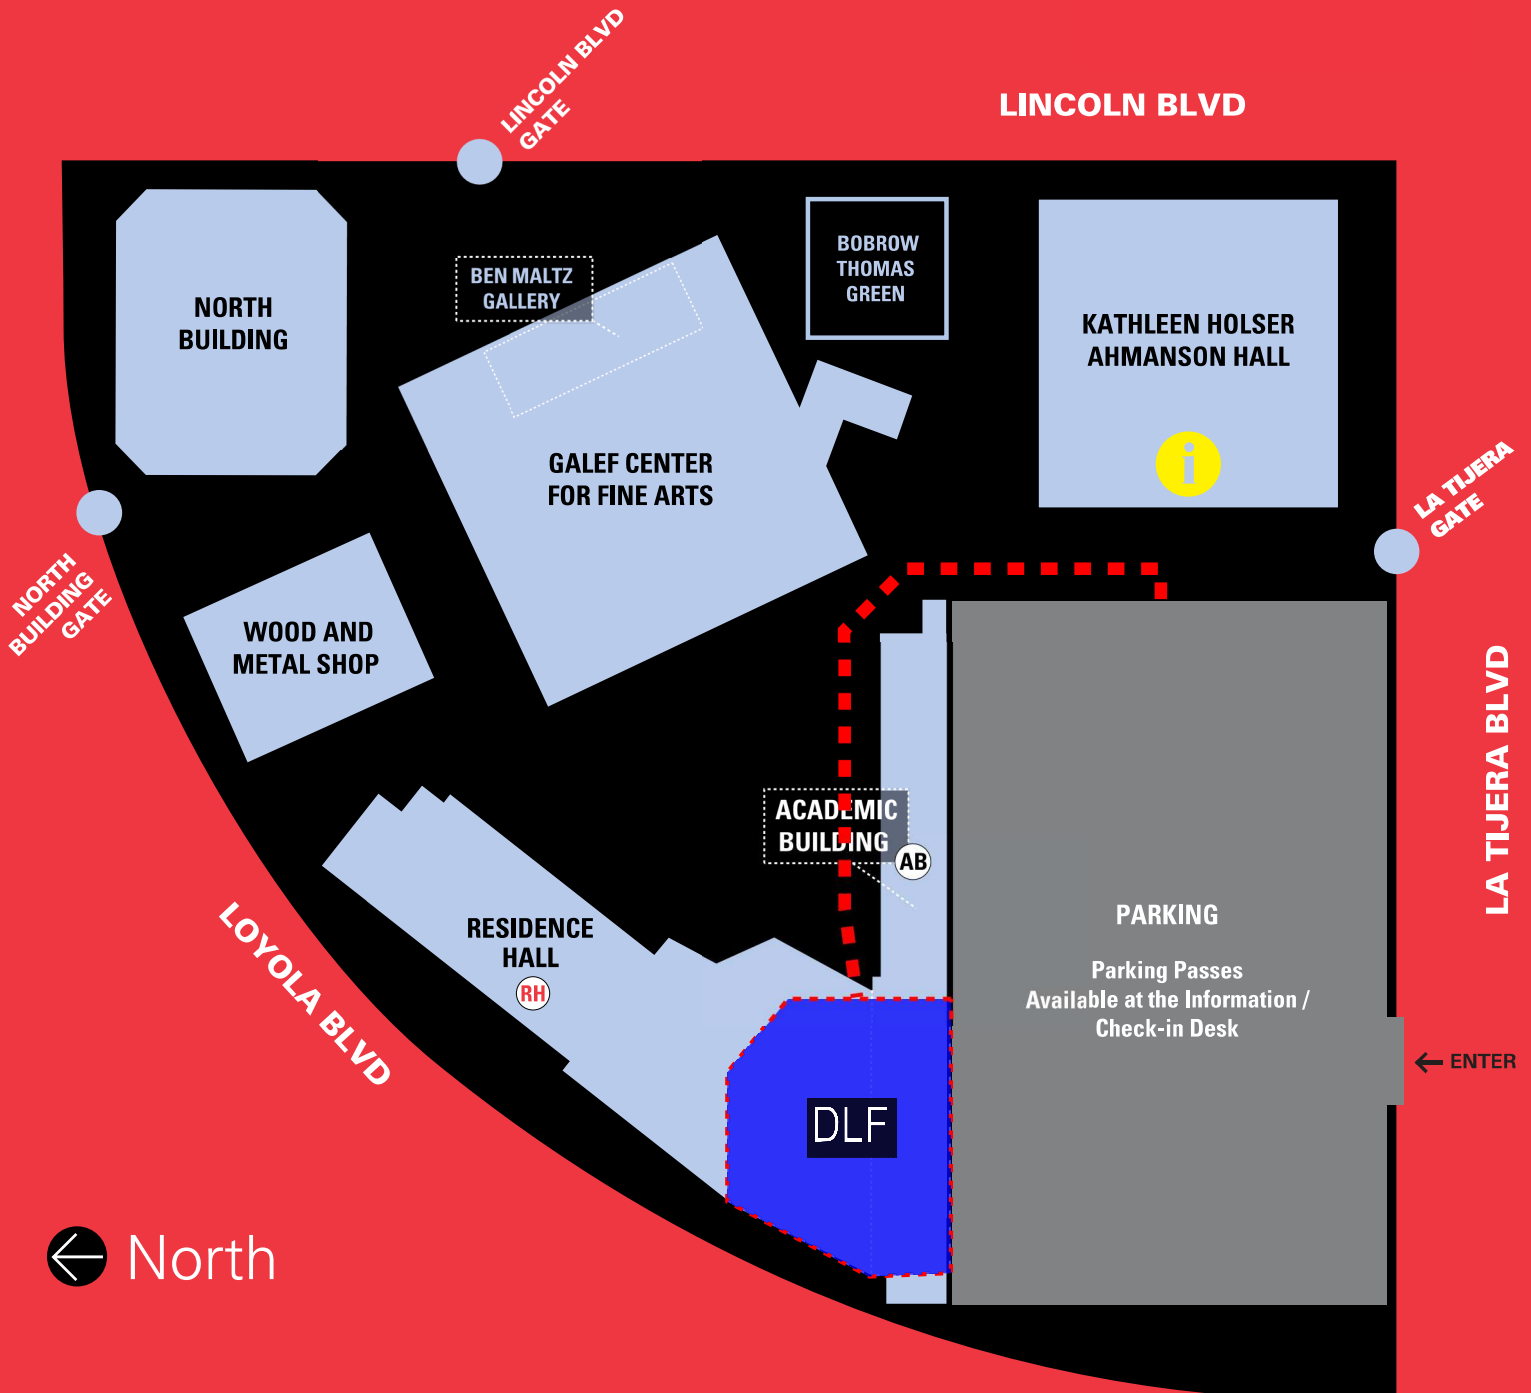 LINCOLN BLVD
GATE
LINCOLN BLVD
NORTH
BUILDING
BEN MALTZ
GALLERY
BOBROW
THOMAS
GREEN
KATHLEEN HOLSER
AHMANSON HALL
i
GALEF CENTER
FOR FINE ARTS
LA TIJERA
GATE
NORTH
BUILDING
GATE
WOOD AND
METAL SHOP
LA TIJERA BLVD
ACADEMIC
BUILDING
AB
RESIDENCE
HALL
RH
LOYOLA BLVD
PARKING
Parking Passes
Available at the Information /
Check-in Desk
ENTER
DLF
North